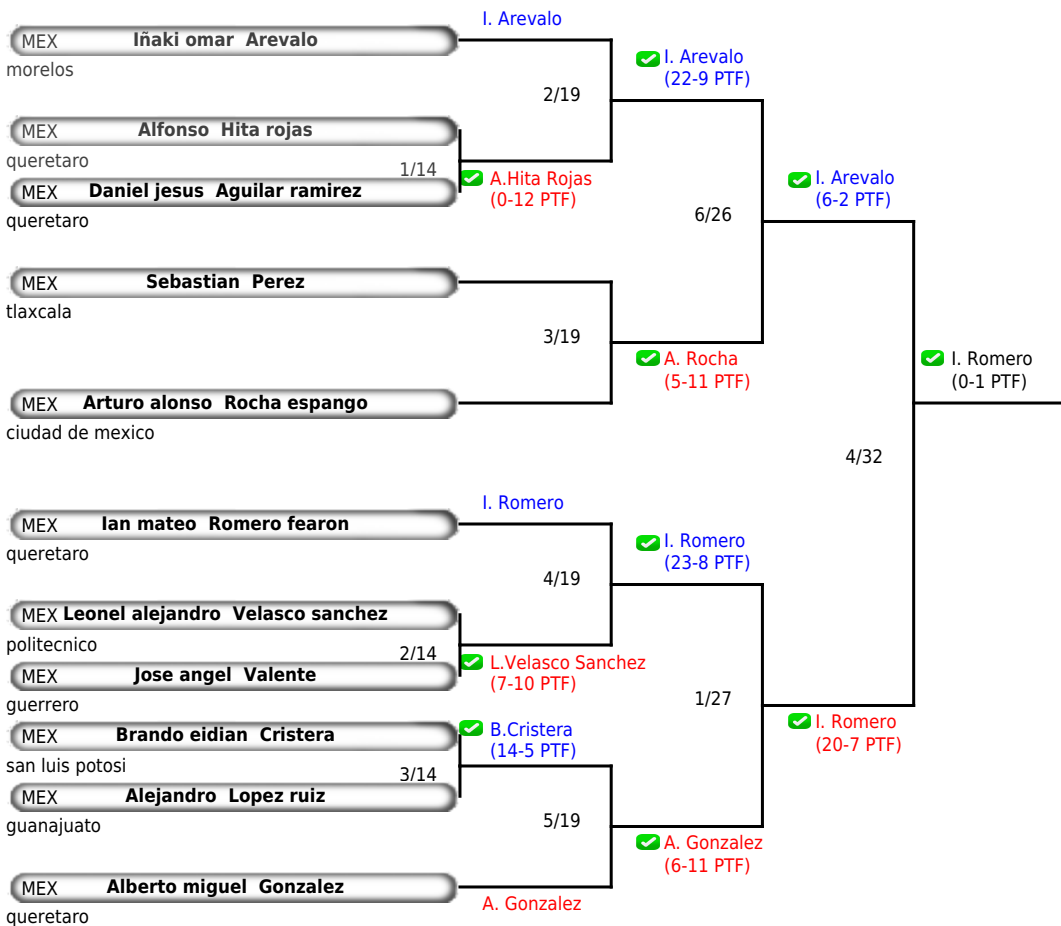 I. Arevalo
MEX Iñaki omar Arevalo
morelos
I. Arevalo
(22-9 PTF)
2/19
MEX Alfonso Hita rojas
queretaro
1/14
A.Hita Rojas
(0-12 PTF)
MEX Daniel jesus Aguilar ramirez
queretaro
I. Arevalo
(6-2 PTF)
6/26
MEX Sebastian Perez
tlaxcala
3/19
A. Rocha
(5-11 PTF)
I. Romero
(0-1 PTF)
MEX Arturo alonso Rocha espango
ciudad de mexico
4/32
I. Romero
MEX Ian mateo Romero fearon
queretaro
I. Romero
(23-8 PTF)
4/19
MEX Leonel alejandro Velasco sanchez
politecnico
2/14
L.Velasco Sanchez
(7-10 PTF)
MEX Jose angel Valente
guerrero
1/27
I. Romero
(20-7 PTF)
B.Cristera
(14-5 PTF)
MEX Brando eidian Cristera
san luis potosi
3/14
MEX Alejandro Lopez ruiz
guanajuato
5/19
A. Gonzalez
(6-11 PTF)
MEX Alberto miguel Gonzalez
queretaro
A. Gonzalez